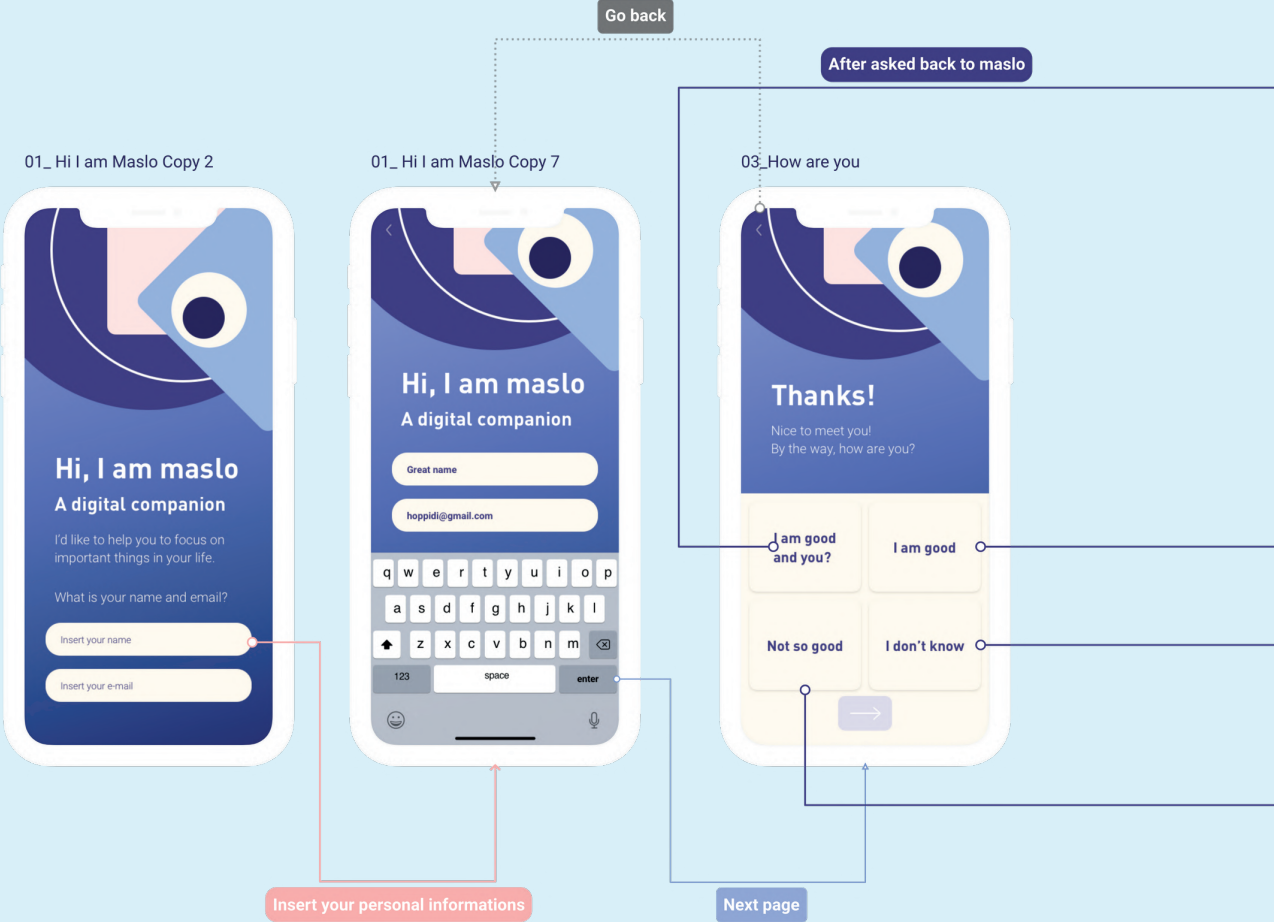 Go back
After asked back to maslo
01_ Hi I am Maslo Copy 2
Hi, I am maslo
A digital companion
I'd like to help you to focus on
important things in your life.
What is your name and email?
Insert your name
Insert your e-mail
01_ Hi I am Maslo Copy 7
Hi, I am maslo
A digital companion
Great name
hoppidi@gmail.com
q w e r t y u i o p
a s d f g h j k l
z x c v b n m
123 space enter
03_How are you
Thanks!
Nice to meet you!
By the way, how are you?
I am good
and you?
I am good
Not so good
I don't know
Insert your personal informations
Next page